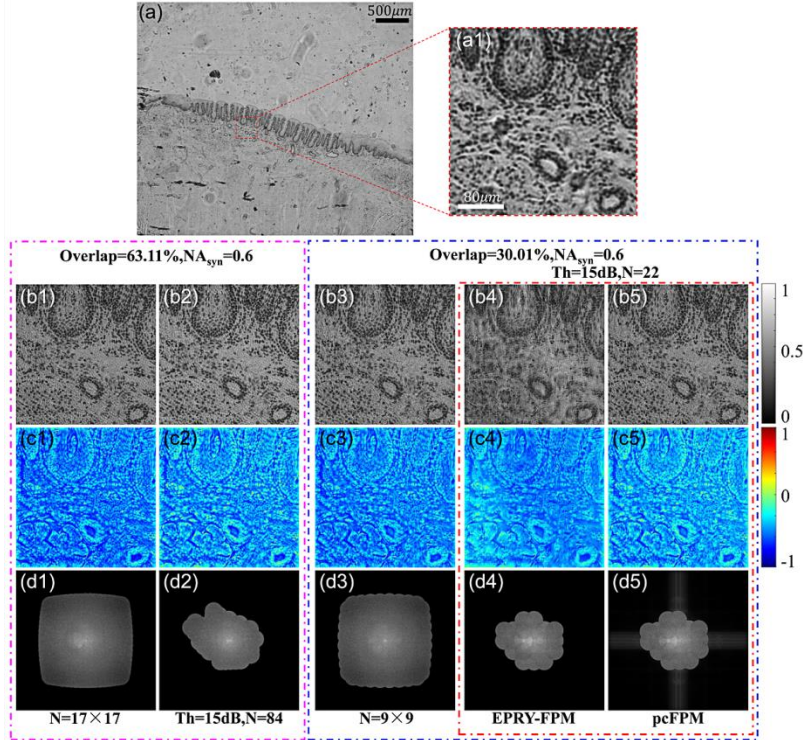 (a)
500μm
(a1)
80μm
Overlap=63.11%,NAsyn=0.6
Overlap=30.01%,NAsyn=0.6
Th=15dB,N=22
(b1)
(b2)
(b3)
(b4)
(b5)
1
0.5
0
(c1)
(c2)
(c3)
(c4)
(c5)
1
0
-1
(d1)
(d2)
(d3)
(d4)
(d5)
N=17×17
Th=15dB,N=84
N=9×9
EPRY-FPM
pcFPM